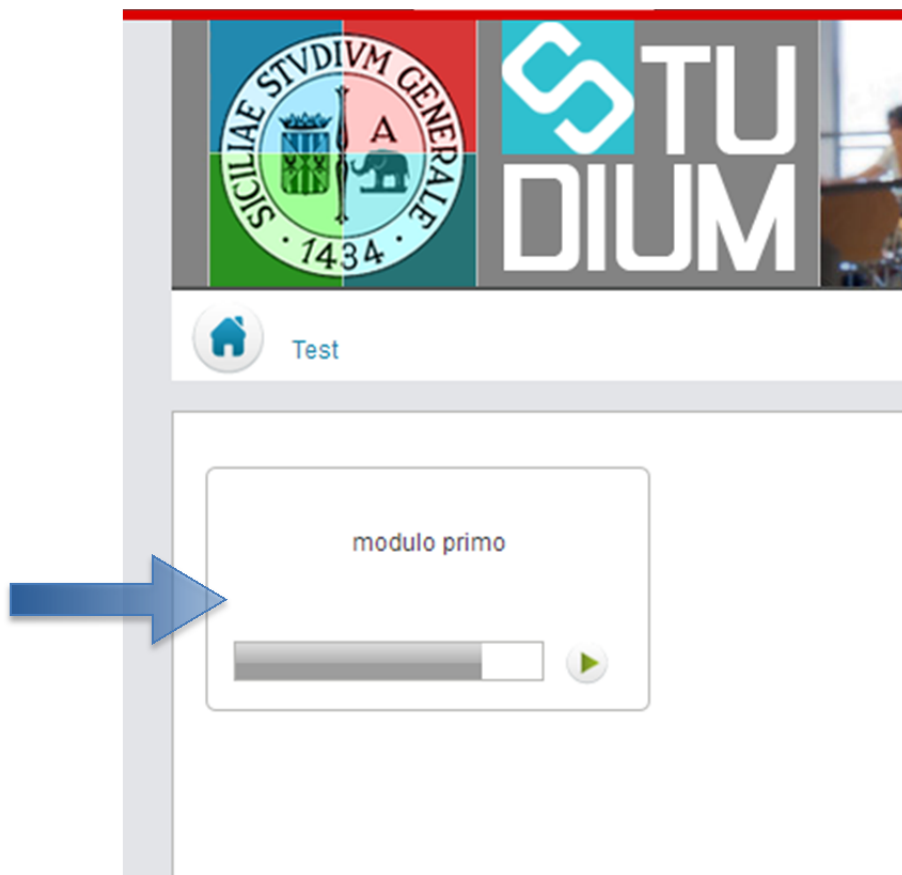 SICILIAE STVDIVM GENERALE
A
· 1434 ·
STU
DIUM
Test
modulo primo